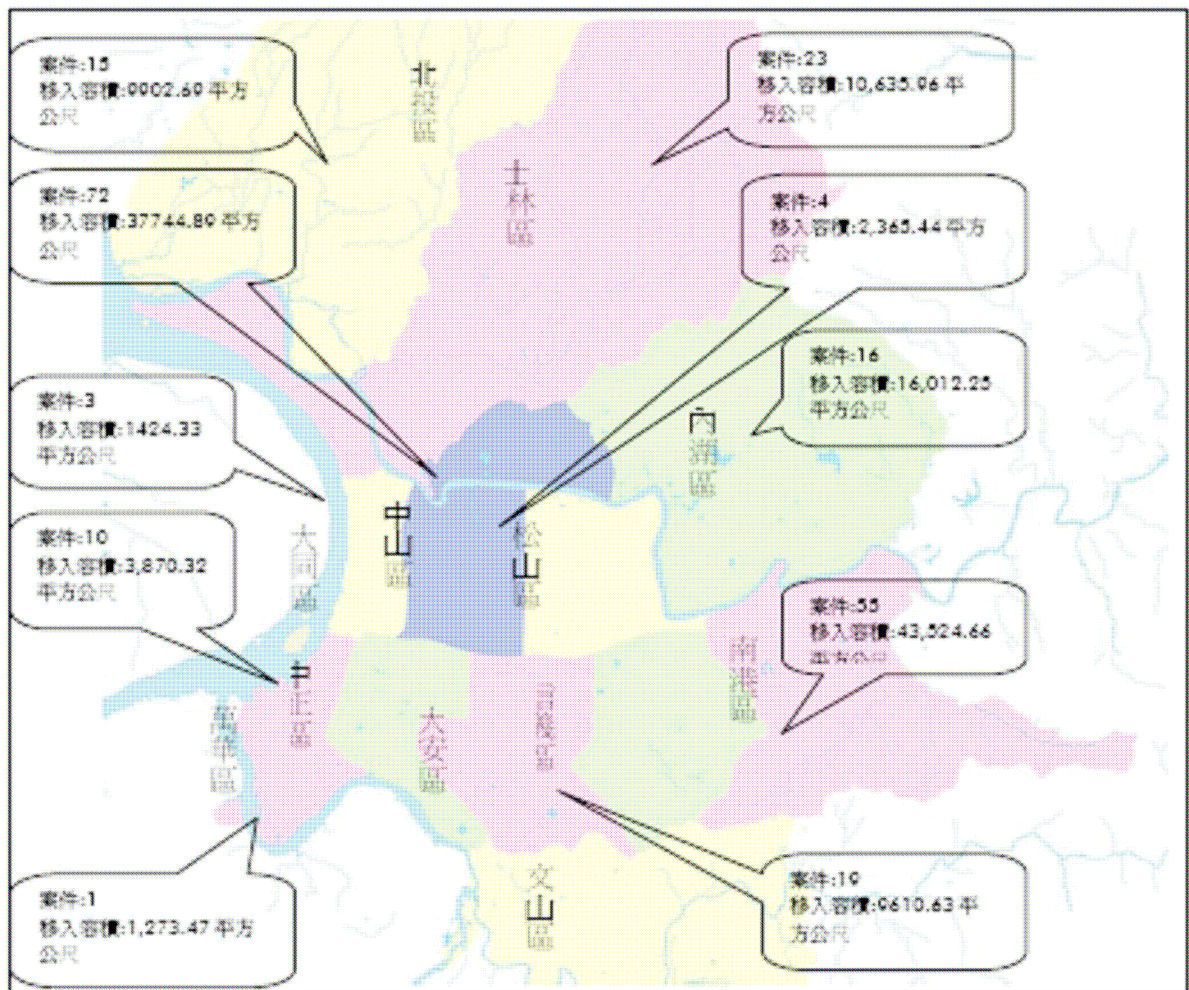 案件:15
移入容積:9902.69 平方
公尺
案件:23
移入容積:10,635.96 平
方公尺
北投區
士林區
案件:72
移入容積:37744.89 平方
公尺
案件:4
移入容積:2,365.44 平方
公尺
案件:16
移入容積:16,012.25
平方公尺
案件:3
移入容積:1424.33
平方公尺
內湖區
中山區
松山區
大同區
案件:10
移入容積:3,870.32
平方公尺
案件:55
移入容積:43,524.66
平方公尺
南港區
中正區
萬華區
大安區
信義區
案件:1
移入容積:1,273.47 平方
公尺
文山區
案件:19
移入容積:9610.63 平
方公尺